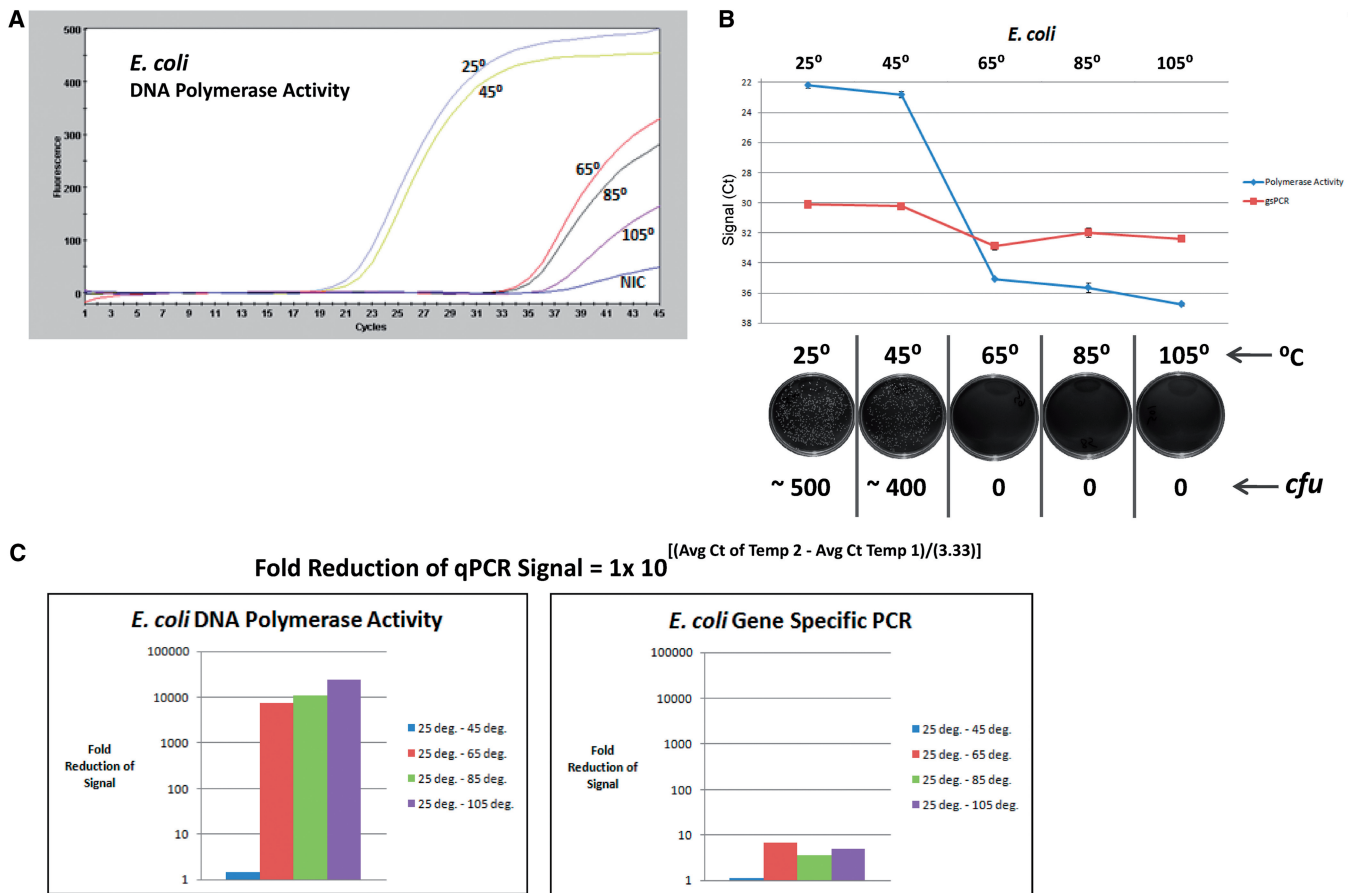 A
E. coli
DNA Polymerase Activity
500
400
300
200
100
0
Fluorescence
25⁰
45⁰
65⁰
85⁰
105⁰
NIC
1 3 5 7 9 11 13 15 17 19 21 23 25 27 29 31 33 35 37 39 42 45
Cycles
B
E. coli
25⁰ 45⁰ 65⁰ 85⁰ 105⁰
22
24
26
28
30
32
34
36
38
Signal (Ct)
Polymerase Activity
gsPCR
25⁰ 45⁰ 65⁰ 85⁰ 105⁰ ⁰C
~ 500 ~ 400 0 0 0 cfu
C
Fold Reduction of qPCR Signal = 1x 10 [(Avg Ct of Temp 2 - Avg Ct Temp 1)/(3.33)]
E. coli DNA Polymerase Activity
100000
10000
1000
100
10
1
Fold
Reduction of
Signal
25 deg. - 45 deg.
25 deg. - 65 deg.
25 deg. - 85 deg.
25 deg. - 105 deg.
E. coli Gene Specific PCR
100000
10000
1000
100
10
1
Fold
Reduction of
Signal
25 deg. - 45 deg.
25 deg. - 65 deg.
25 deg. - 85 deg.
25 deg. - 105 deg.